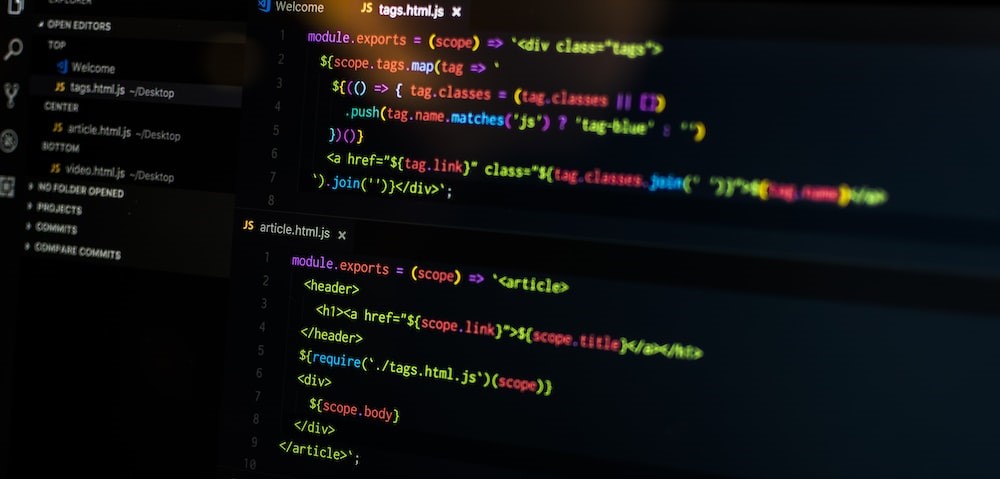 EXPLORER
OPEN EDITORS
TOP
Welcome
JS tags.html.js ~/Desktop
CENTER
JS article.html.js ~/Desktop
BOTTOM
JS video.html.js ~/Desktop
NO FOLDER OPENED
PROJECTS
COMMITS
COMPARE COMMITS
Welcome JS tags.html.js ×
1 module.exports = (scope) => `<div class="tags">
2 ${scope.tags.map(tag => `
3 ${(() => { tag.classes = (tag.classes || [])
4 .push(tag.name.matches('js') ? 'tag-blue' : '')
5 })()}
6 <a href="${tag.link}" class="${tag.classes.join(' ')}">${tag.name}</a>
7 `).join('')}</div>`;
8
JS article.html.js ×
1 module.exports = (scope) => `<article>
2 <header>
3 <h1><a href="${scope.link}">${scope.title}</a></h1>
4 </header>
5 ${require(`./tags.html.js`)(scope)}
6 <div>
7 ${scope.body}
8 </div>
9 </article>`;
10